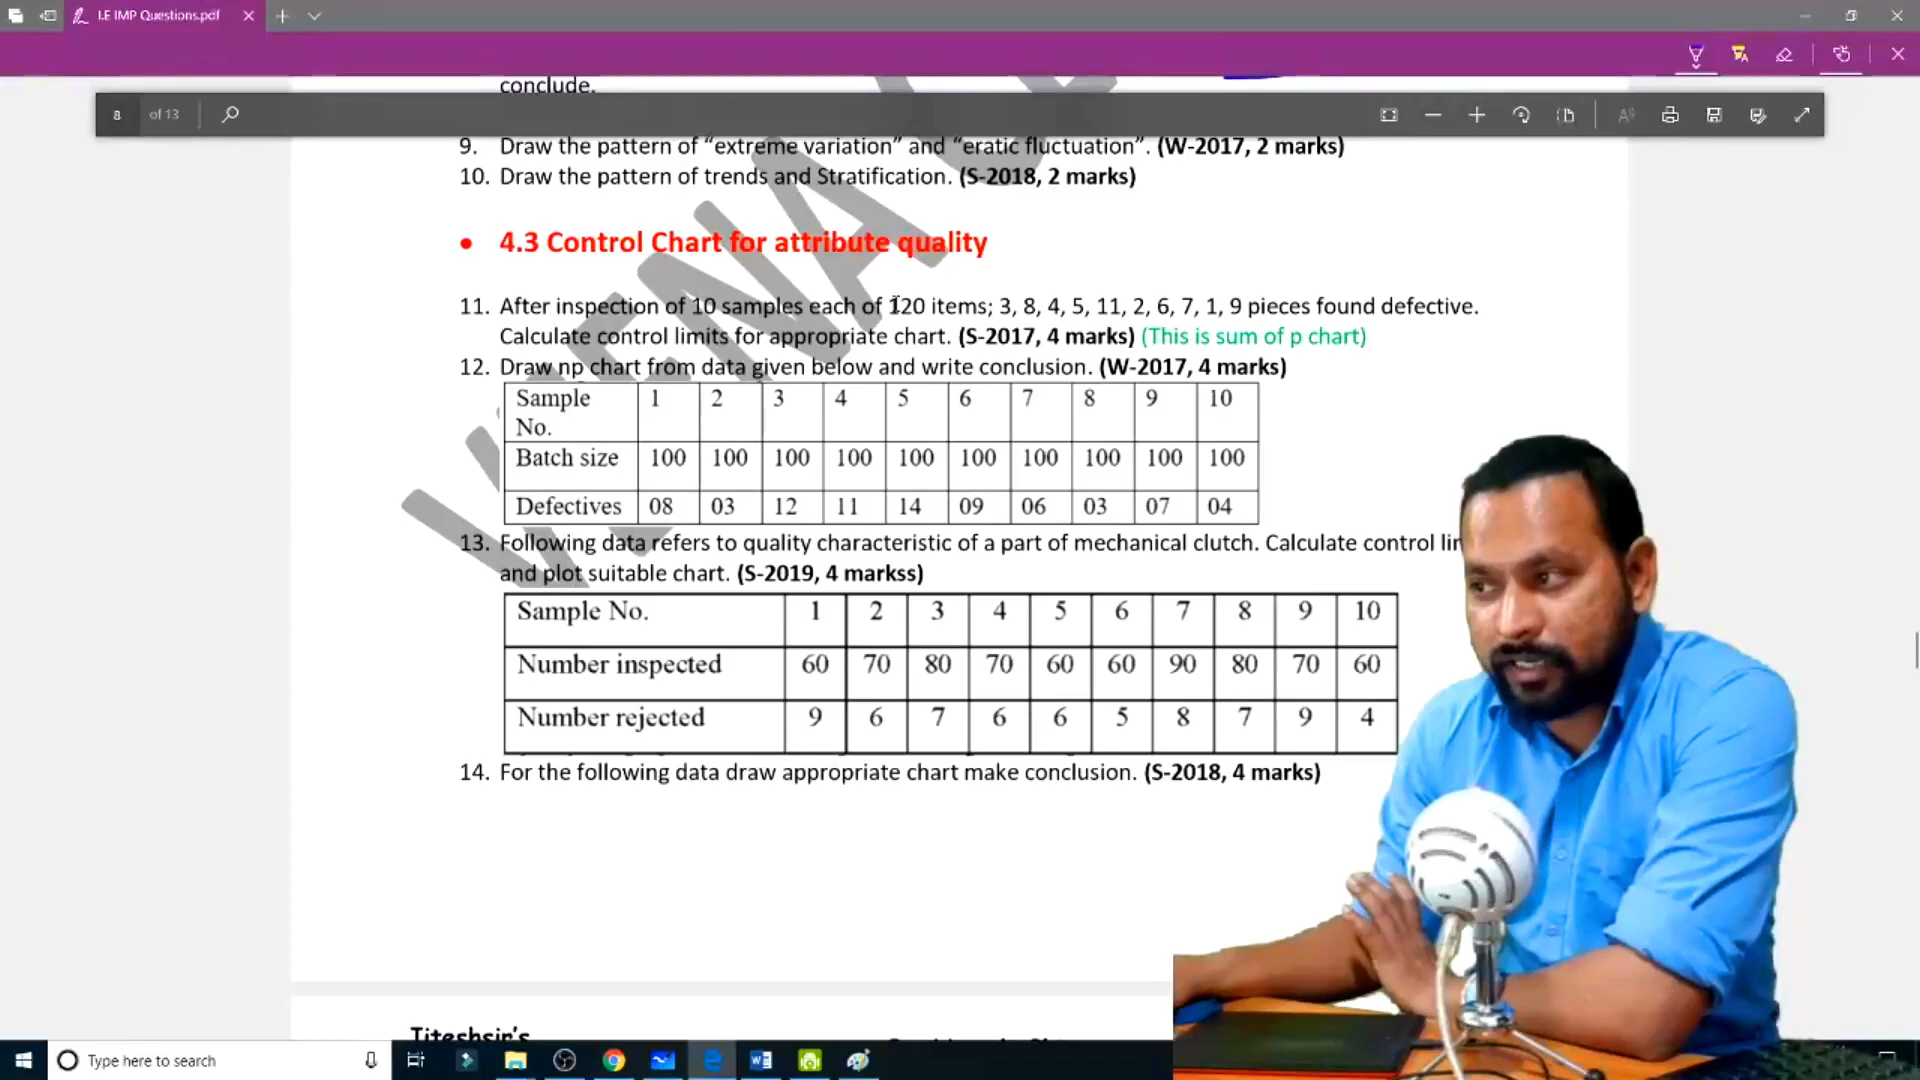 I.E IMP Questions.pdf
conclude.
8 of 13
9. Draw the pattern of “extreme variation” and “eratic fluctuation”. (W-2017, 2 marks)
10. Draw the pattern of trends and Stratification. (S-2018, 2 marks)
• 4.3 Control Chart for attribute quality
11. After inspection of 10 samples each of 120 items; 3, 8, 4, 5, 11, 2, 6, 7, 1, 9 pieces found defective.
Calculate control limits for appropriate chart. (S-2017, 4 marks) (This is sum of p chart)
12. Draw np chart from data given below and write conclusion. (W-2017, 4 marks)
Sample No. 1 2 3 4 5 6 7 8 9 10
Batch size 100 100 100 100 100 100 100 100 100 100
Defectives 08 03 12 11 14 09 06 03 07 04
13. Following data refers to quality characteristic of a part of mechanical clutch. Calculate control
and plot suitable chart. (S-2019, 4 markss)
Sample No. 1 2 3 4 5 6 7 8 9 10
Number inspected 60 70 80 70 60 60 90 80 70 60
Number rejected 9 6 7 6 6 5 8 7 9 4
14. For the following data draw appropriate chart make conclusion. (S-2018, 4 marks)
Titeshsir's
Type here to search